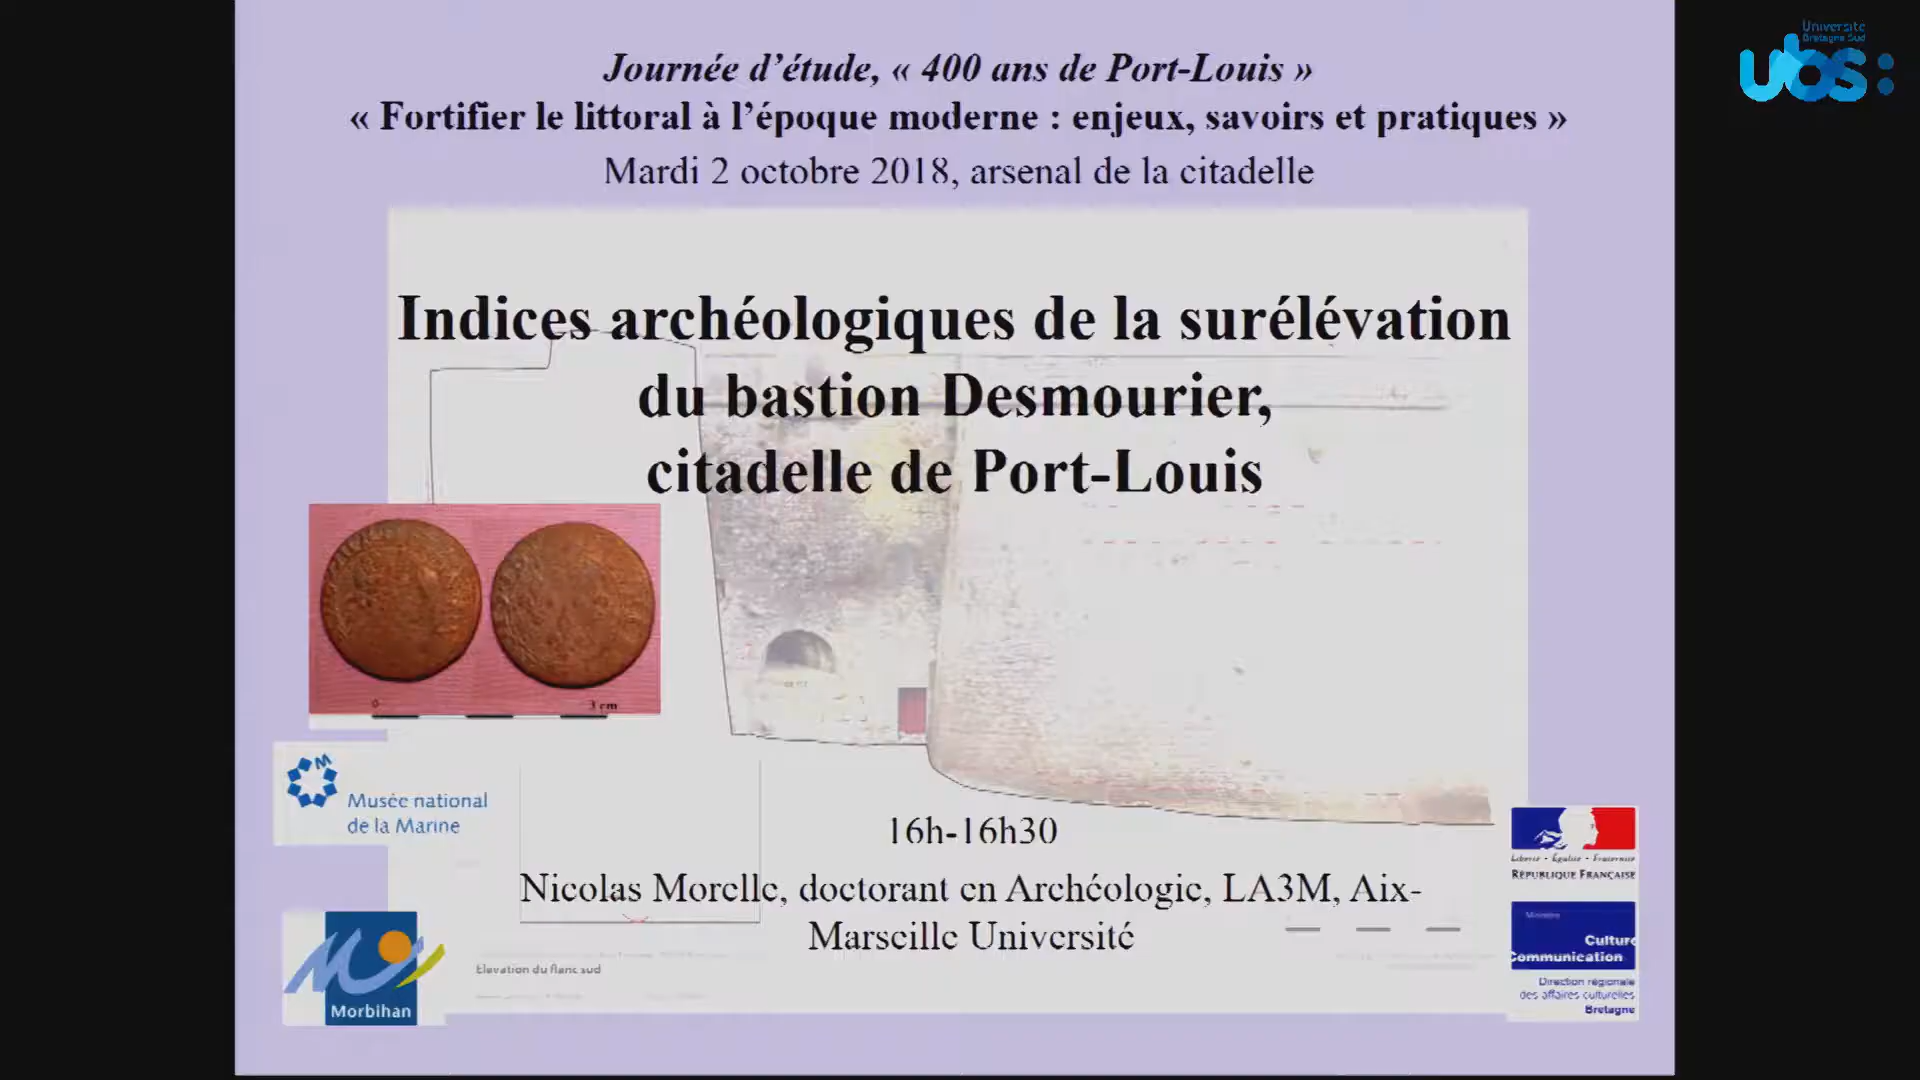 Université
Bretagne Sud
ubs:
Journée d’étude, « 400 ans de Port-Louis »
« Fortifier le littoral à l’époque moderne : enjeux, savoirs et pratiques »
Mardi 2 octobre 2018, arsenal de la citadelle
Indices archéologiques de la surélévation
du bastion Desmourier,
citadelle de Port-Louis
0 3 cm
Musée national
de la Marine
16h-16h30
Nicolas Morelle, doctorant en Archéologie, LA3M, Aix-
Marseille Université
Elévation du flanc sud
Morbihan
Liberté • Égalité • Fraternité
RÉPUBLIQUE FRANÇAISE
Ministère
Culture
Communication
Direction régionale
des affaires culturelles
Bretagne